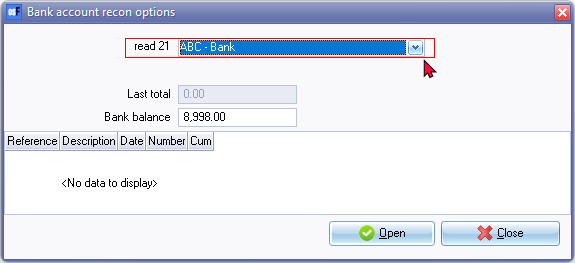 Bank account recon options
read 21 ABC - Bank
Last total 0.00
Bank balance 8,998.00
Reference Description Date Number Cum
<No data to display>
Open Close